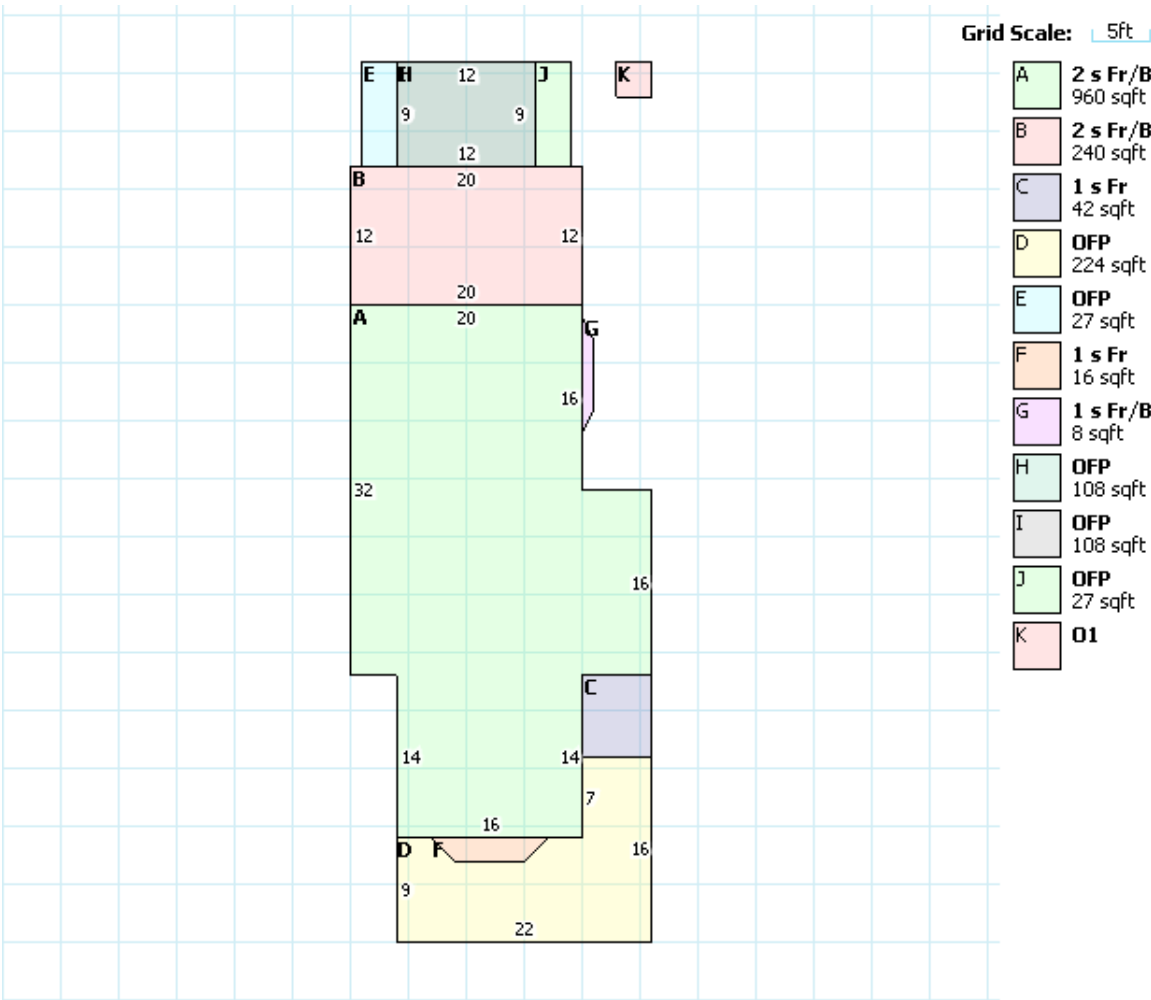 Grid Scale: 5ft
E H 12 J K
9 9
12
B 20
12 12
20
A 20
G
16
32
16
C
14 14
7
16
D F 16
9
22
A 2 s Fr/B
960 sqft
B 2 s Fr/B
240 sqft
C 1 s Fr
42 sqft
D OFP
224 sqft
E OFP
27 sqft
F 1 s Fr
16 sqft
G 1 s Fr/B
8 sqft
H OFP
108 sqft
I OFP
108 sqft
J OFP
27 sqft
K O1